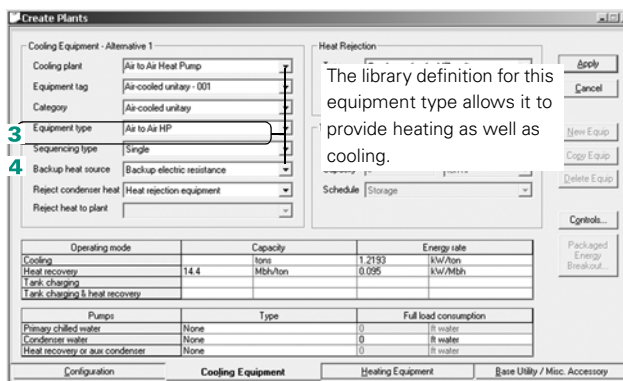 Create Plants
Cooling Equipment - Alternative 1
Cooling plant Air to Air Heat Pump
Equipment tag Air-cooled unitary - 001
Category Air-cooled unitary
3 Equipment type Air to Air HP
Sequencing type Single
4 Backup heat source Backup electric resistance
Reject condenser heat Heat rejection equipment
Reject heat to plant
Heat Rejection
The library definition for this
equipment type allows it to
provide heating as well as
cooling.
Schedule Storage
Apply
Cancel
New Equip
Copy Equip
Delete Equip
Controls...
Packaged
Energy
Breakout...
Operating mode Capacity Energy rate
Cooling tons 1.2193 kW/ton
Heat recovery 14.4 Mbh/ton 0.095 kW/Mbh
Tank charging
Tank charging & heat recovery
Pumps Type Full load consumption
Primary chilled water None 0 ft water
Condenser water None 0 ft water
Heat recovery or aux condenser None 0 ft water
Configuration Cooling Equipment Heating Equipment Base Utility / Misc. Accessory